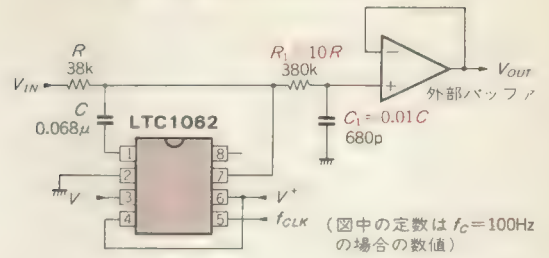 R
38k
V_IN
C
0.068μ
LTC1062
R₁ = 10R
380k
V_OUT
外部バッファ
C₁ = 0.01C
680p
1
2
3
4
8
7
6
5
V
V⁺
f_CLK
(図中の定数は f_C=100Hz
の場合の数値)